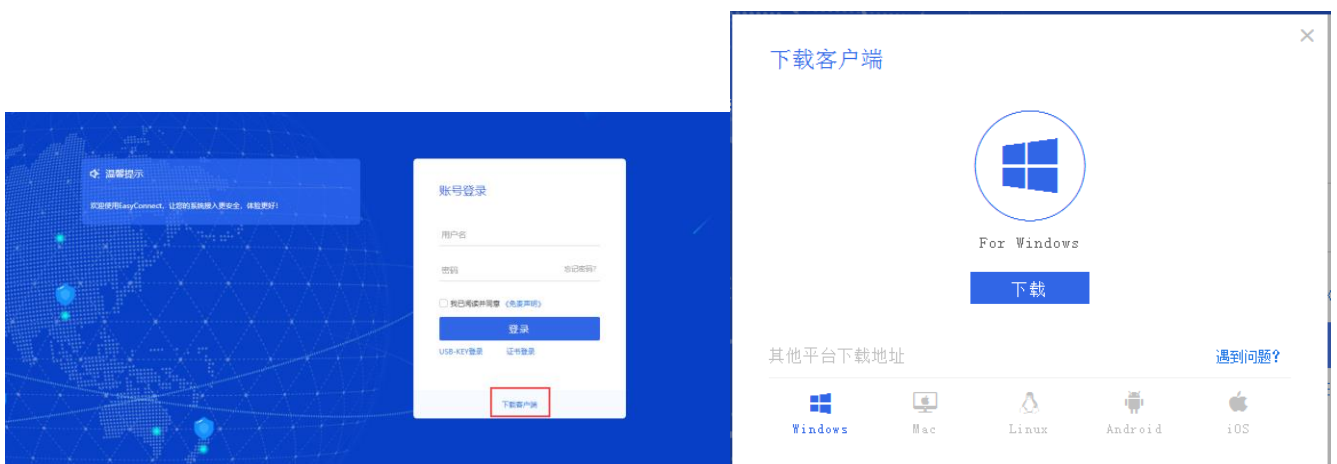 温馨提示
欢迎使用EasyConnect，让您的系统接入更安全，体验更好！
账号登录
用户名
密码
忘记密码?
我已阅读并同意 《免责声明》
登录
USB-KEY登录 证书登录
下载客户端
下载客户端
For Windows
下载
其他平台下载地址
遇到问题?
Windows Mac Linux Android iOS